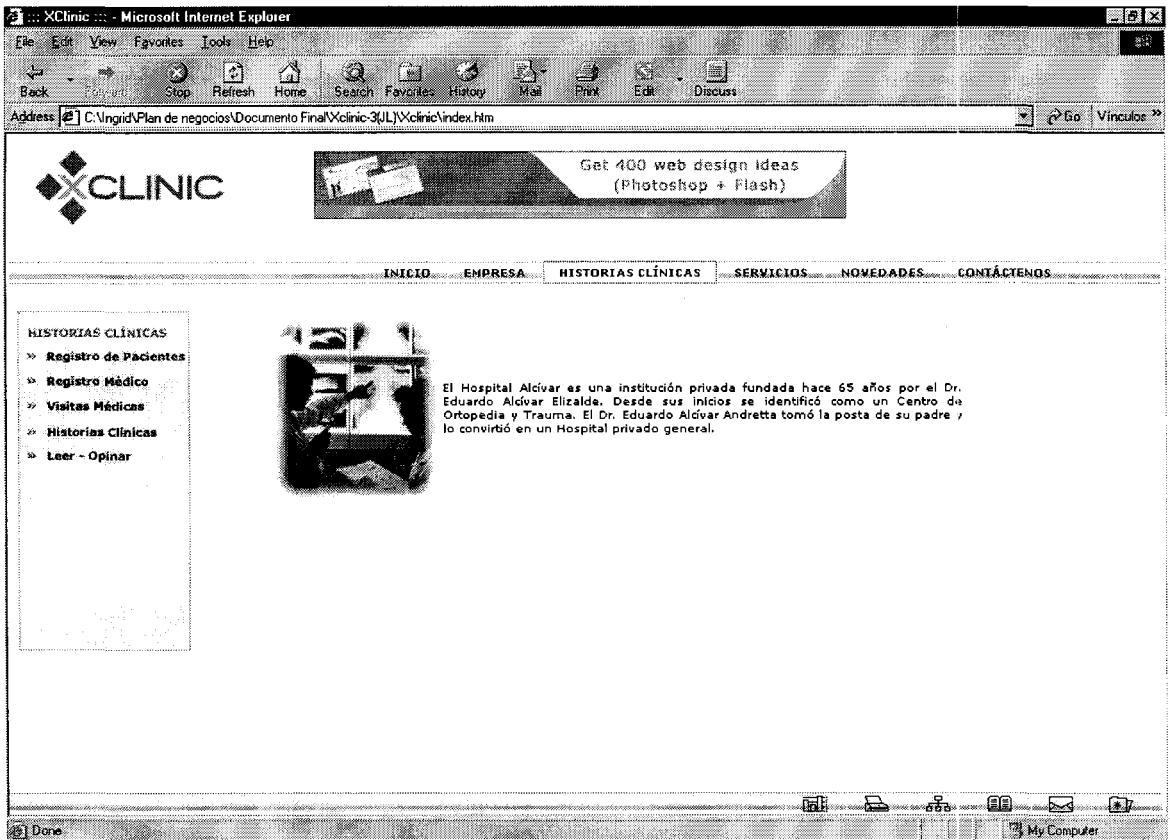 ::: XClinic ::: - Microsoft Internet Explorer
File Edit View Favorites Tools Help
Back Forward Stop Refresh Home Search Favorites History Mail Print Edit Discuss
Address C:\Ingrid\Plan de negocios\Documento Final\Xclinic-3(JL)\Xclinic\index.htm Go Vínculos »
XCLINIC
Get 400 web design ideas
(Photoshop + Flash)
INICIO EMPRESA HISTORIAS CLÍNICAS SERVICIOS NOVEDADES CONTÁCTENOS
HISTORIAS CLÍNICAS
» Registro de Pacientes
» Registro Médico
» Visitas Médicas
» Historias Clínicas
» Leer - Opinar
El Hospital Alcívar es una institución privada fundada hace 65 años por el Dr.
Eduardo Alcívar Elizalde. Desde sus inicios se identificó como un Centro de
Ortopedia y Trauma. El Dr. Eduardo Alcívar Andretta tomó la posta de su padre y
lo convirtió en un Hospital privado general.
Done My Computer